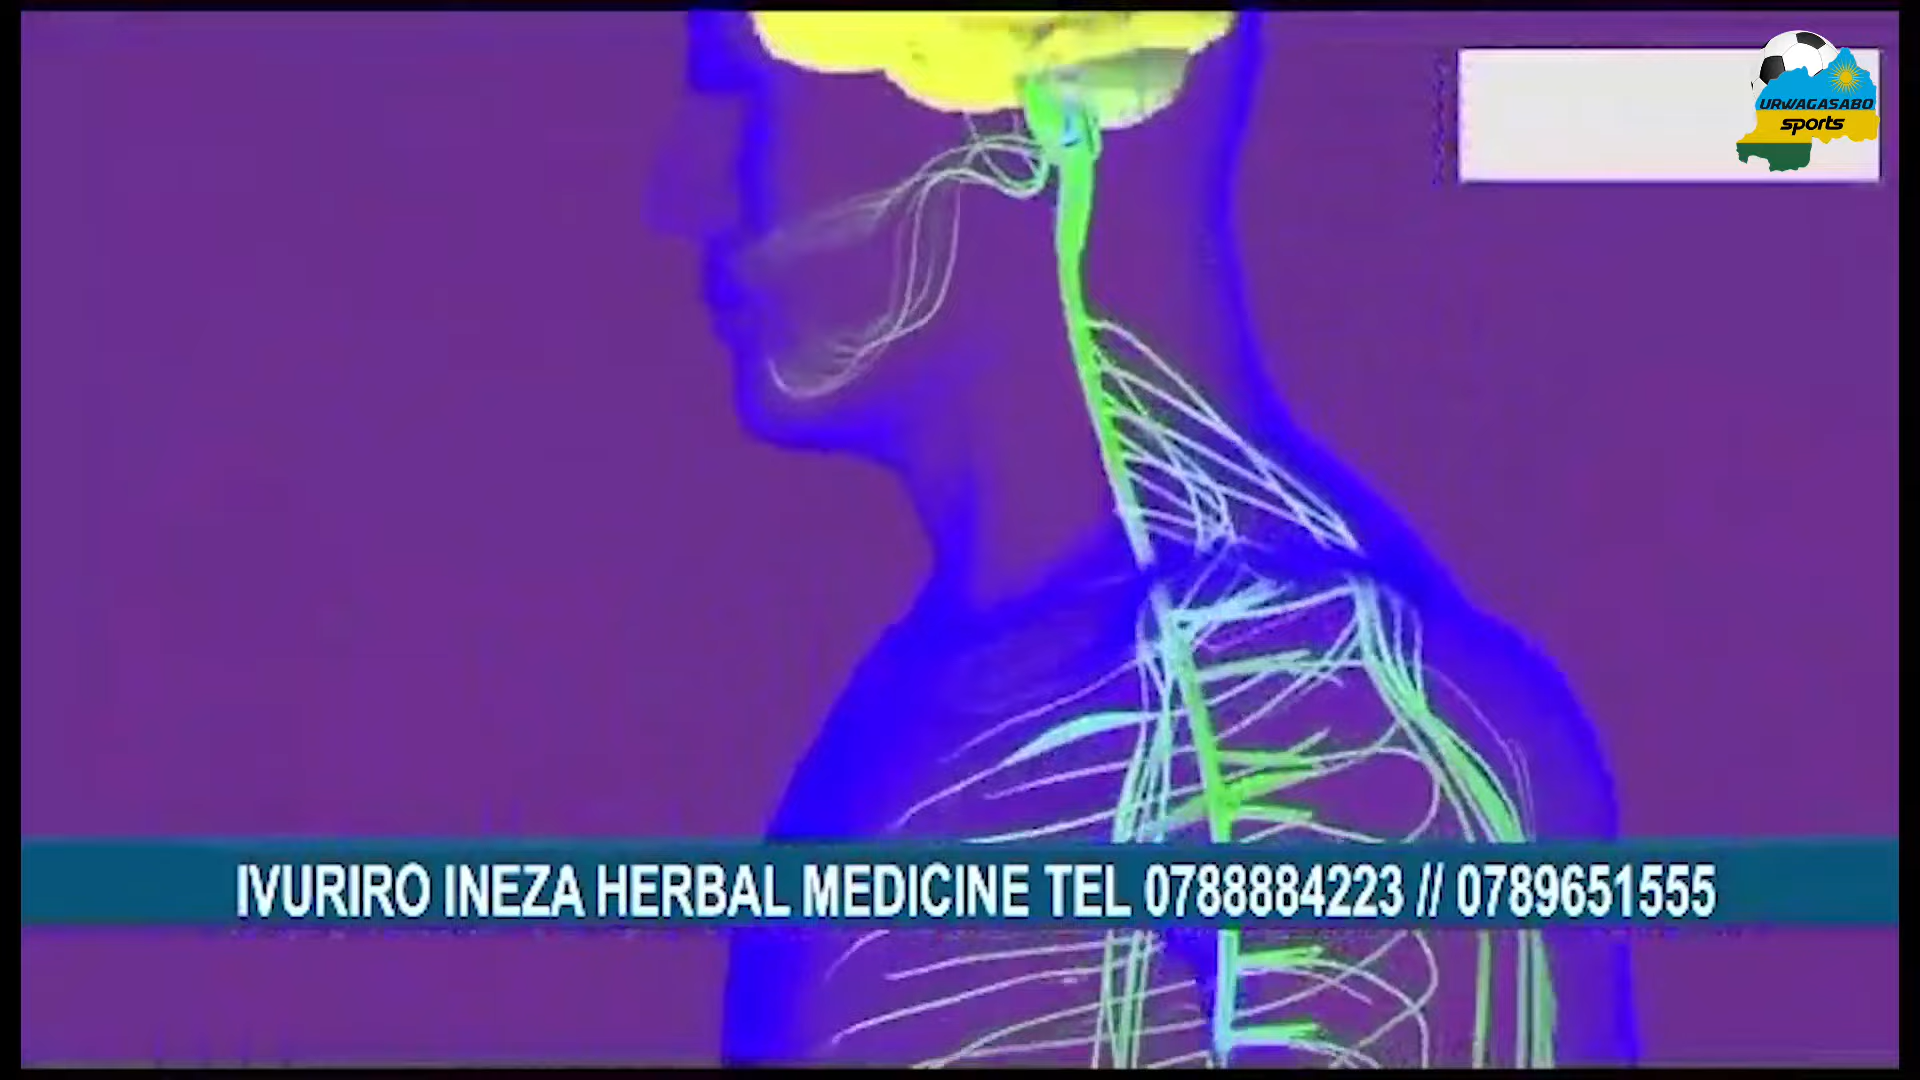 URWAGASABO
sports
IVURIRO INEZA HERBAL MEDICINE TEL 0788884223 // 0789651555